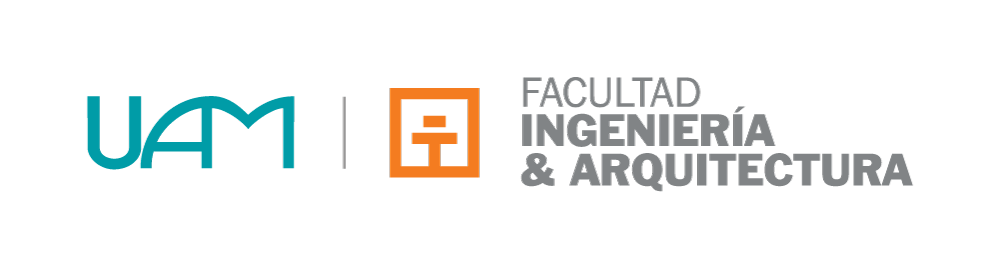 UAM
FACULTAD
INGENIERÍA
& ARQUITECTURA